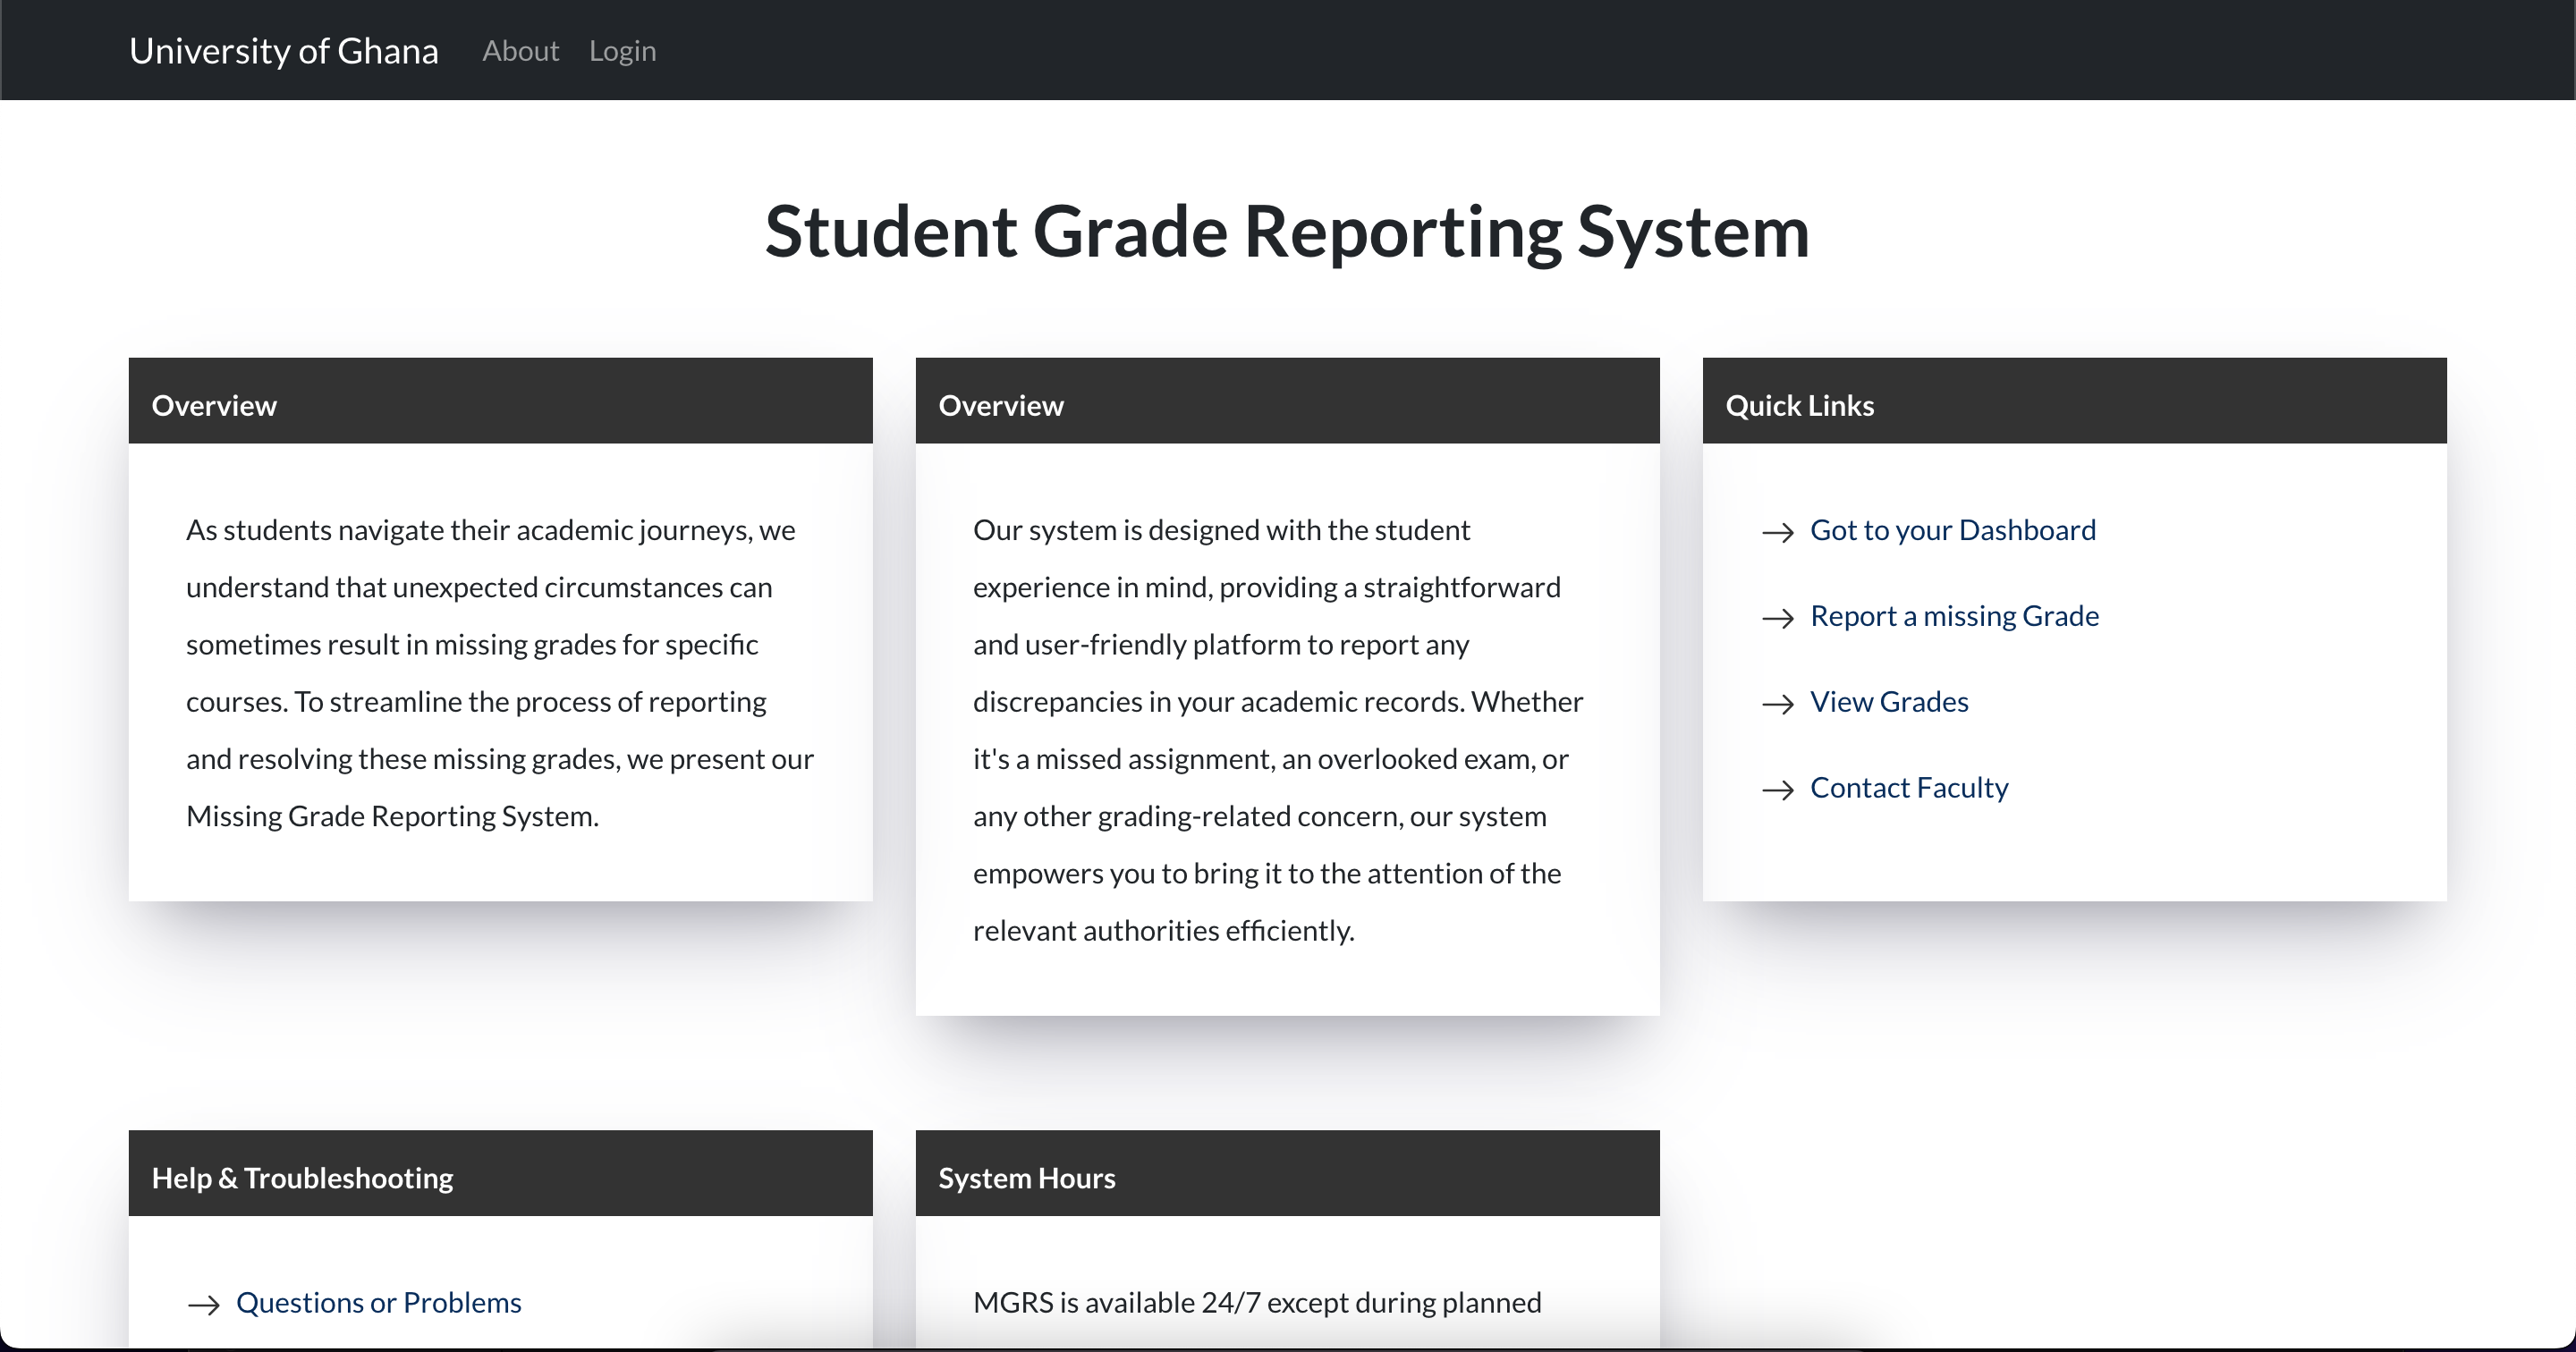 University of Ghana About Login
Student Grade Reporting System
Overview
As students navigate their academic journeys, we
understand that unexpected circumstances can
sometimes result in missing grades for specific
courses. To streamline the process of reporting
and resolving these missing grades, we present our
Missing Grade Reporting System.
Overview
Our system is designed with the student
experience in mind, providing a straightforward
and user-friendly platform to report any
discrepancies in your academic records. Whether
it's a missed assignment, an overlooked exam, or
any other grading-related concern, our system
empowers you to bring it to the attention of the
relevant authorities efficiently.
Quick Links
→ Got to your Dashboard
→ Report a missing Grade
→ View Grades
→ Contact Faculty
Help & Troubleshooting
→ Questions or Problems
System Hours
MGRS is available 24/7 except during planned